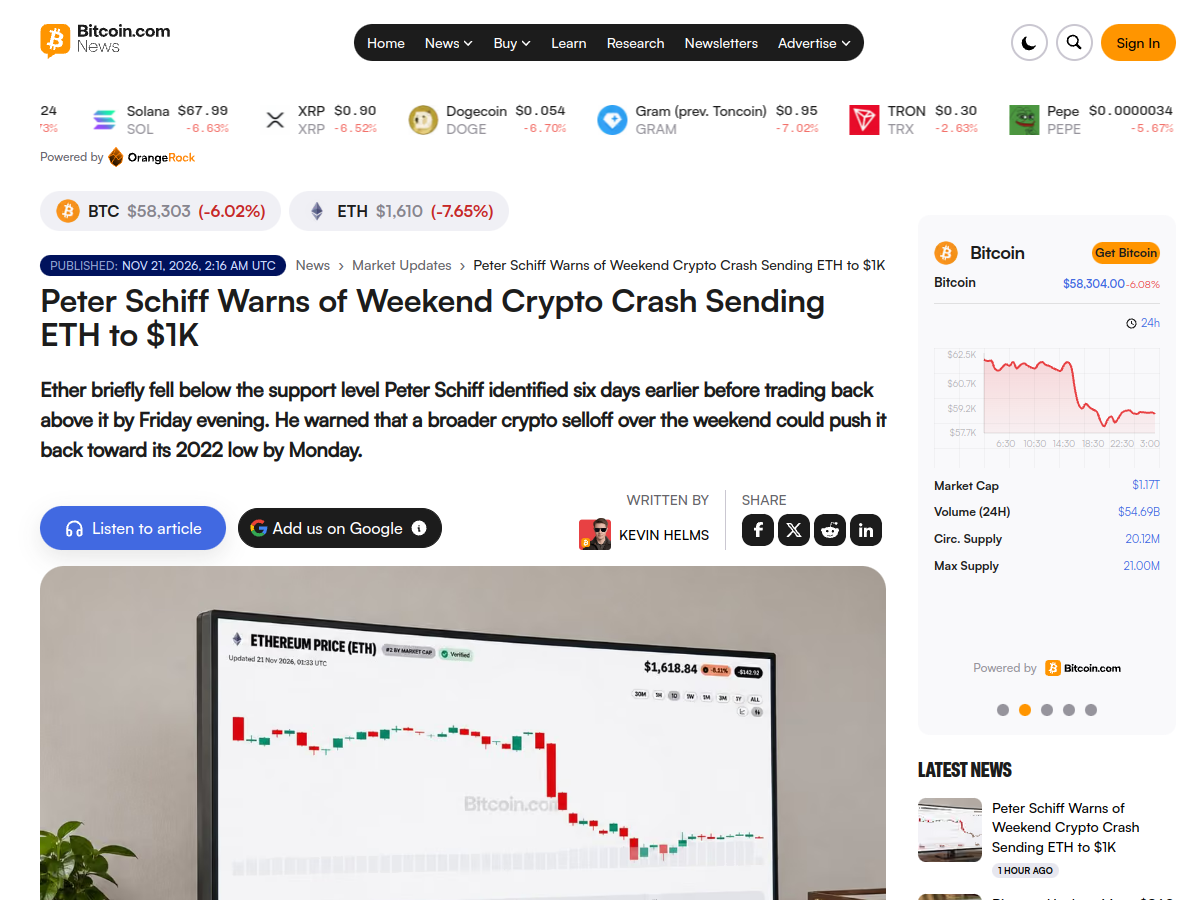 Bitcoin.com
News
Home News Buy Learn Research Newsletters Advertise
Sign In
24 Solana $67.99 XRP $0.90 Dogecoin $0.054 Gram (prev. Toncoin) $0.95 TRON $0.30 Pepe $0.0000034
SOL -6.63% XRP -6.52% DOGE -6.70% GRAM -7.02% TRX -2.63% PEPE -5.67%
Powered by OrangeRock
BTC $58,303 (-6.02%) ETH $1,610 (-7.65%)
PUBLISHED: NOV 21, 2026, 2:16 AM UTC News › Market Updates › Peter Schiff Warns of Weekend Crypto Crash Sending ETH to $1K
Peter Schiff Warns of Weekend Crypto Crash Sending
ETH to $1K
Ether briefly fell below the support level Peter Schiff identified six days earlier before trading back
above it by Friday evening. He warned that a broader crypto selloff over the weekend could push it
back toward its 2022 low by Monday.
Listen to article
Add us on Google
WRITTEN BY
KEVIN HELMS
SHARE
ETHEREUM PRICE (ETH) #2 BY MARKET CAP Verified
Updated 21 Nov 2026, 01:33 UTC
$1,618.84 -8.11% -$142.92
30M 1H 1D 1W 1M 3M 1Y ALL
Bitcoin.com
Bitcoin Get Bitcoin
Bitcoin $58,304.00 -6.08%
24h
$62.5K
$60.7K
$59.2K
$57.7K
6:30 10:30 14:30 18:30 22:30 3:00
Market Cap $1.17T
Volume (24H) $54.69B
Circ. Supply 20.12M
Max Supply 21.00M
Powered by Bitcoin.com
LATEST NEWS
Peter Schiff Warns of
Weekend Crypto Crash
Sending ETH to $1K
1 HOUR AGO